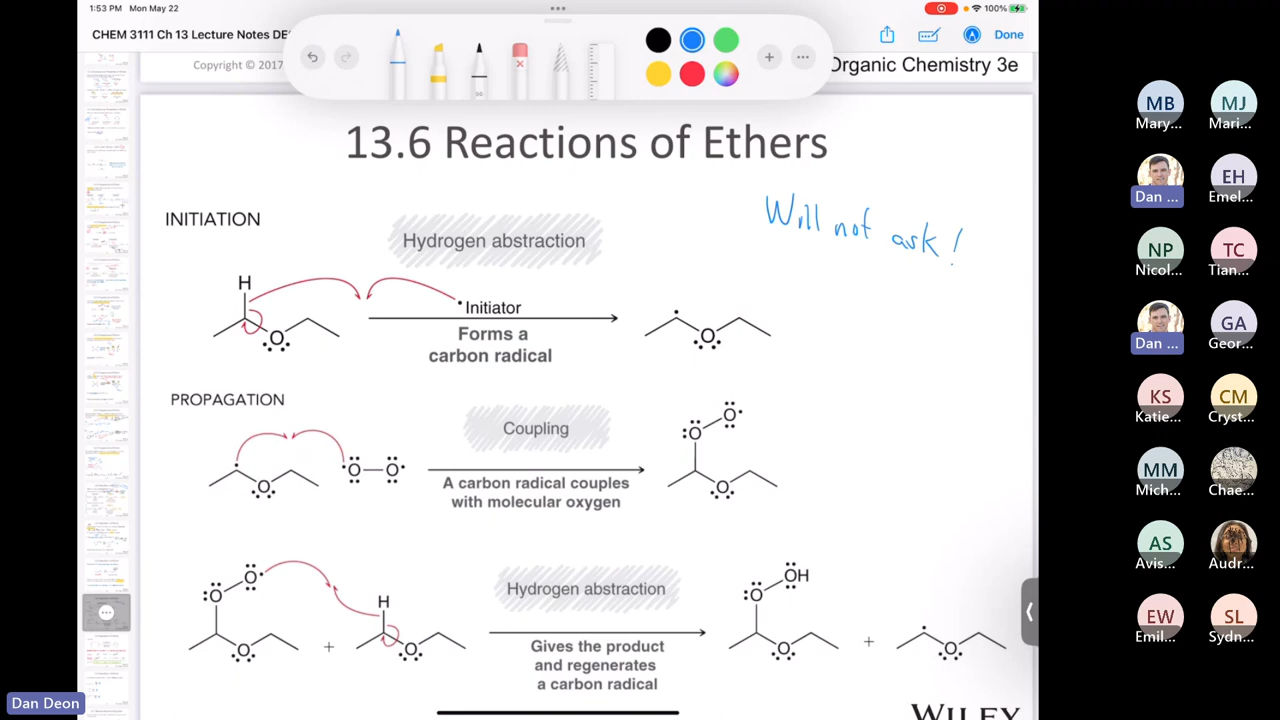 1:53 PM Mon May 22
100%
CHEM 3111 Ch 13 Lecture Notes DE
Done
Copyright © 2017
Organic Chemistry 3e
13.6 Reactions of Ethers
Will not ask!
INITIATION
Hydrogen abstraction
H
Initiator
O
O
Forms a
carbon radical
PROPAGATION
Coupling
O
O
O
O—O
O
O
A carbon radical couples
with molecular oxygen
O
O
H
Hydrogen abstraction
OH
O
O
+
O
+
O
O
Gives the product
and regenerates
a carbon radical
WILEY
MB
Mary...
MJ
Mari...
Dan ...
EH
Emel...
NP
Nicol...
TC
Tian...
Dan ...
GA
Geor...
KS
Katie...
CM
Cryst...
MM
Mich...
Chae...
AS
Avis...
Audr...
EW
Emil...
SL
Sydn...
Dan Deon